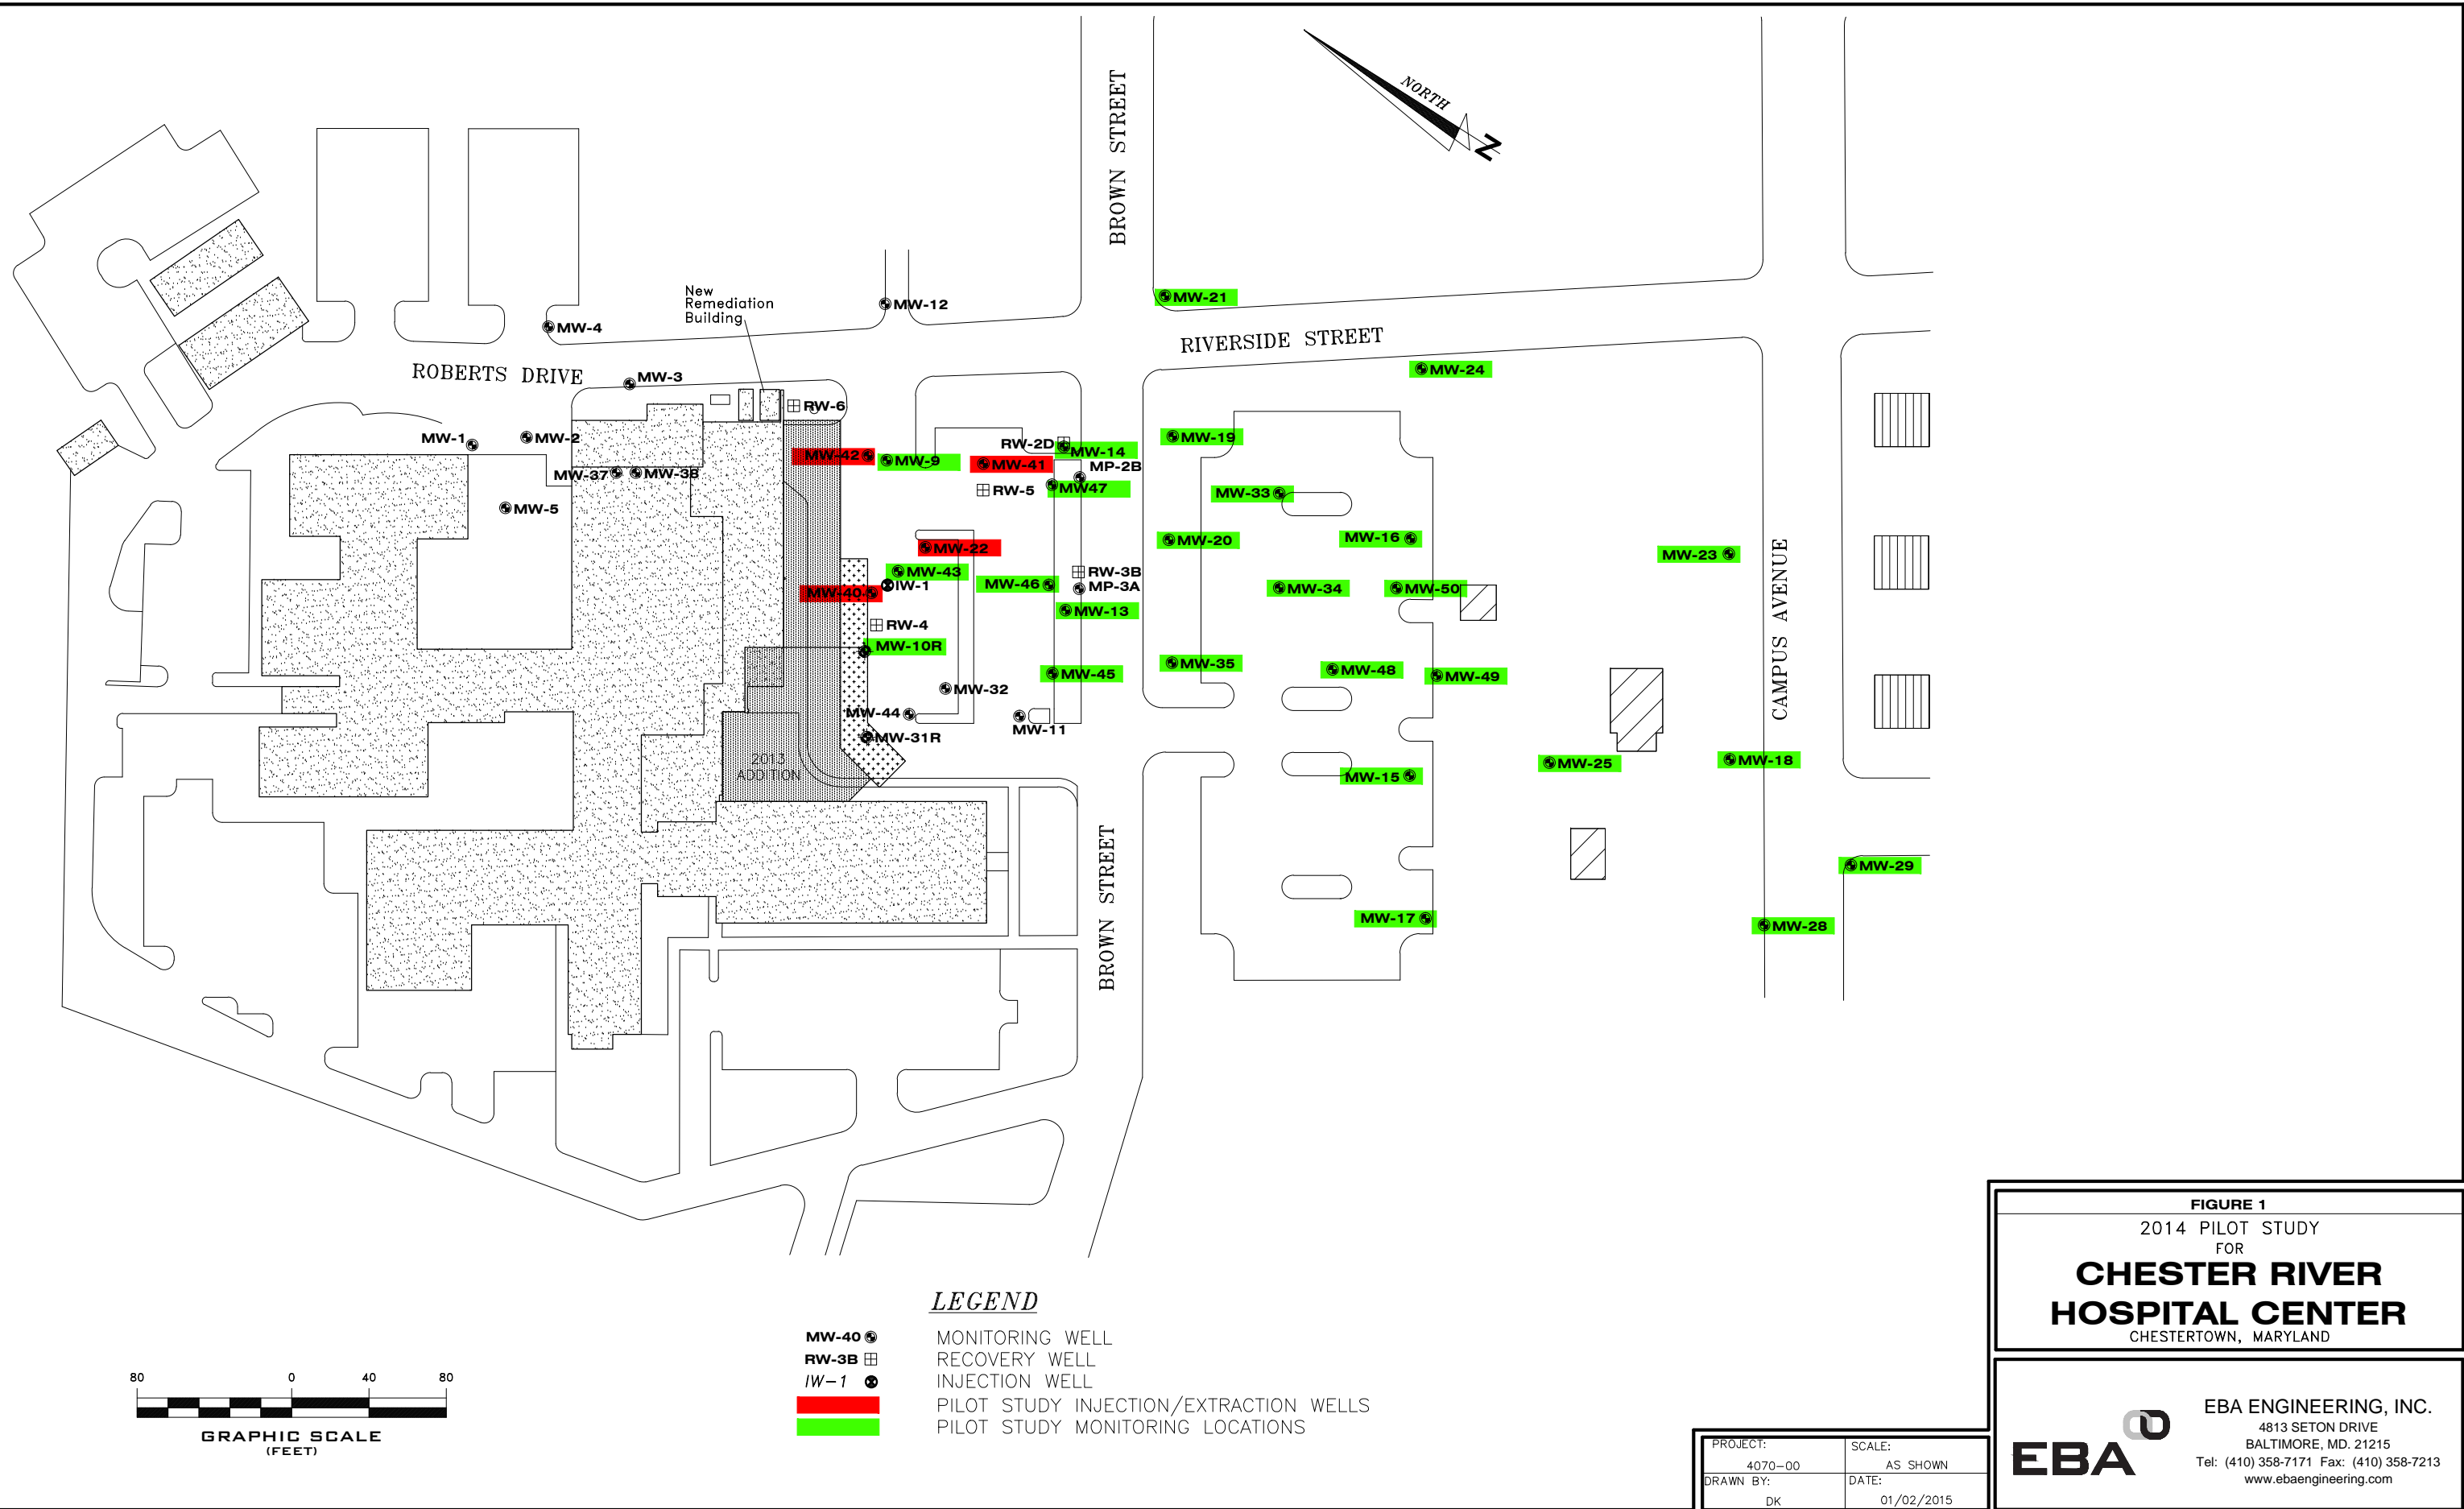 BROWN STREET
NORTH
N
New
Remediation
Building
MW-12
MW-21
MW-4
RIVERSIDE STREET
ROBERTS DRIVE
MW-3
MW-24
RW-6
MW-1
MW-2
RW-2D
MW-14
MW-19
MW-42
MW-9
MW-41
MP-2B
MW-37
MW-38
RW-5
MW47
MW-33
MW-5
MW-22
MW-20
MW-16
MW-23
MW-43
RW-3B
IW-1
MW-46
MP-3A
MW-40
MW-34
MW-50
MW-13
RW-4
MW-10R
MW-35
MW-45
MW-48
MW-49
CAMPUS AVENUE
MW-32
MW-44
MW-11
MW-31R
2013
ADDITION
MW-15
MW-25
MW-18
MW-29
MW-17
MW-28
BROWN STREET
LEGEND
MW-40 MONITORING WELL
RW-3B RECOVERY WELL
IW-1 INJECTION WELL
PILOT STUDY INJECTION/EXTRACTION WELLS
PILOT STUDY MONITORING LOCATIONS
80 0 40 80
GRAPHIC SCALE
(FEET)
FIGURE 1
2014 PILOT STUDY
FOR
CHESTER RIVER
HOSPITAL CENTER
CHESTERTOWN, MARYLAND
EBA
EBA ENGINEERING, INC.
4813 SETON DRIVE
BALTIMORE, MD. 21215
Tel: (410) 358-7171 Fax: (410) 358-7213
www.ebaengineering.com
PROJECT:
4070-00
SCALE:
AS SHOWN
DRAWN BY:
DK
DATE:
01/02/2015